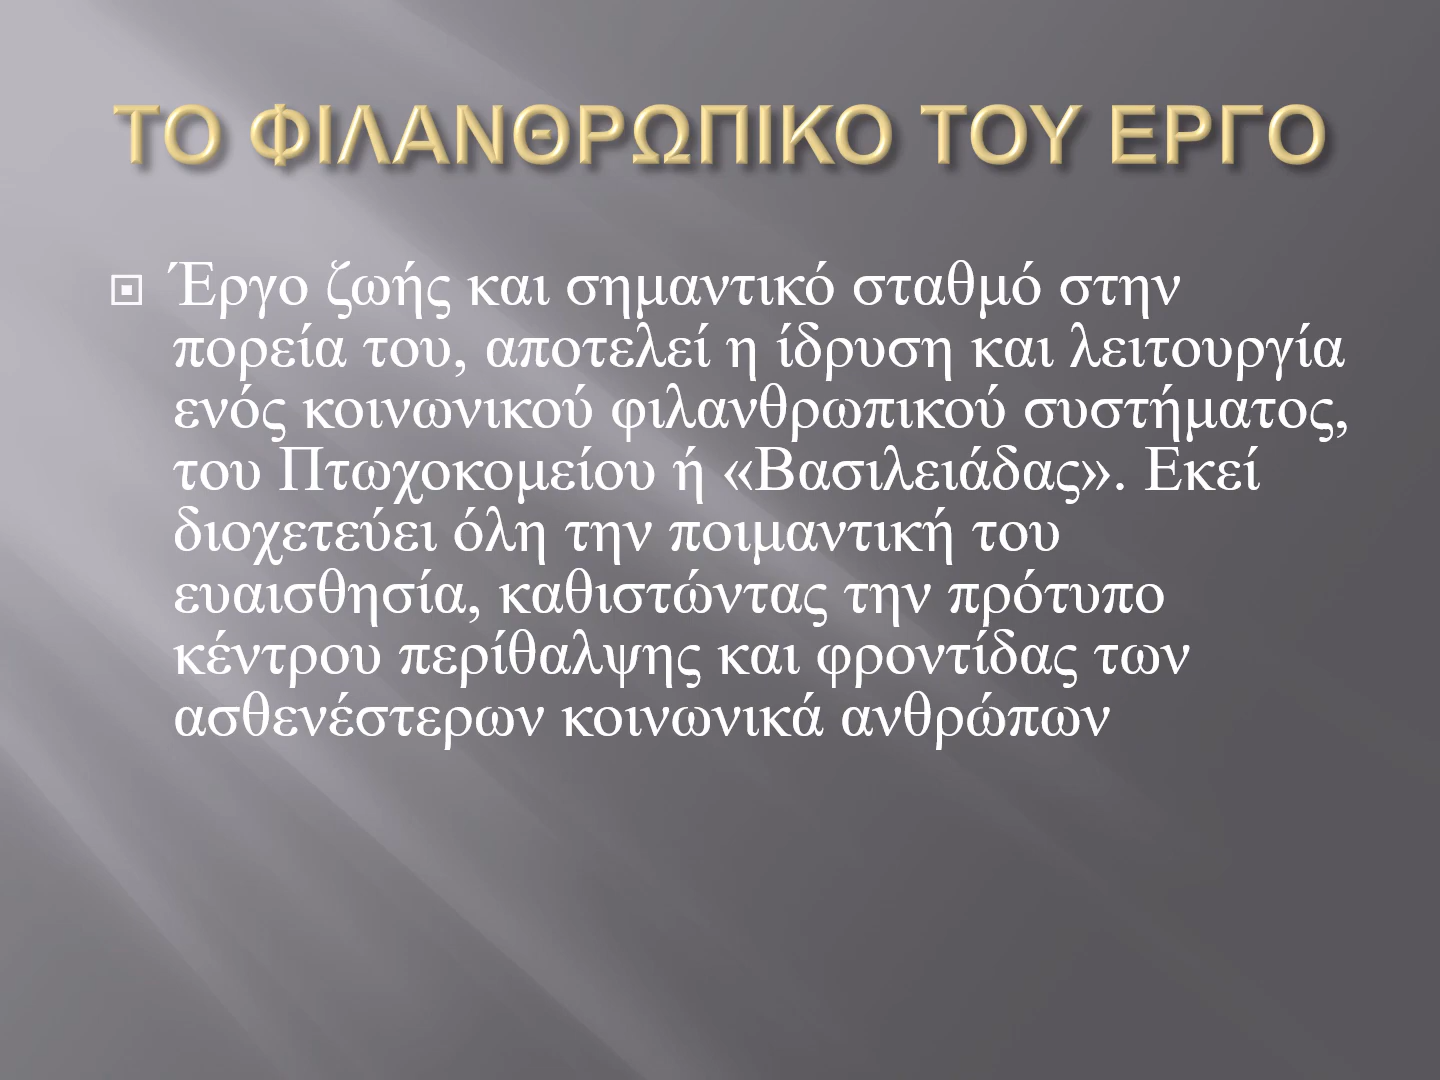 ΤΟ ΦΙΛΑΝΘΡΩΠΙΚΟ ΤΟΥ ΕΡΓΟ
Έργο ζωής και σημαντικό σταθμό στην
πορεία του, αποτελεί η ίδρυση και λειτουργία
ενός κοινωνικού φιλανθρωπικού συστήματος,
του Πτωχοκομείου ή «Βασιλειάδας». Εκεί
διοχετεύει όλη την ποιμαντική του
ευαισθησία, καθιστώντας την πρότυπο
κέντρου περίθαλψης και φροντίδας των
ασθενέστερων κοινωνικά ανθρώπων